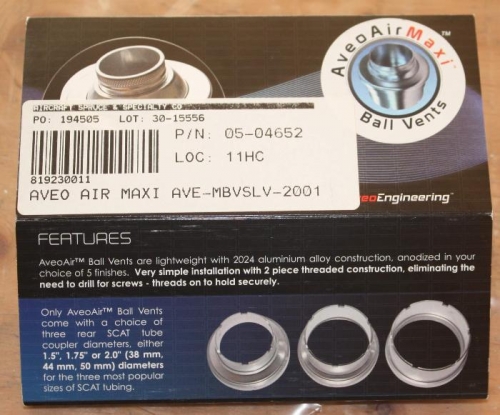 AveoAirMaxi™
Ball Vents
AIRCRAFT SPRUCE & SPECIALTY CO
PO: 194505 LOT: 30-15556
P/N: 05-04652
LOC: 11HC
819230011
AVEO AIR MAXI AVE-MBVSLV-2001
AveoEngineering™
FEATURES
AveoAir™ Ball Vents are lightweight with 2024 aluminium alloy construction, anodized in your
choice of 5 finishes. Very simple installation with 2 piece threaded construction, eliminating the
need to drill for screws - threads on to hold securely.
Only AveoAir™ Ball Vents
come with a choice of
three rear SCAT tube
coupler diameters, either
1.5", 1.75" or 2.0" (38 mm,
44 mm, 50 mm) diameters
for the three most popular
sizes of SCAT tubing.